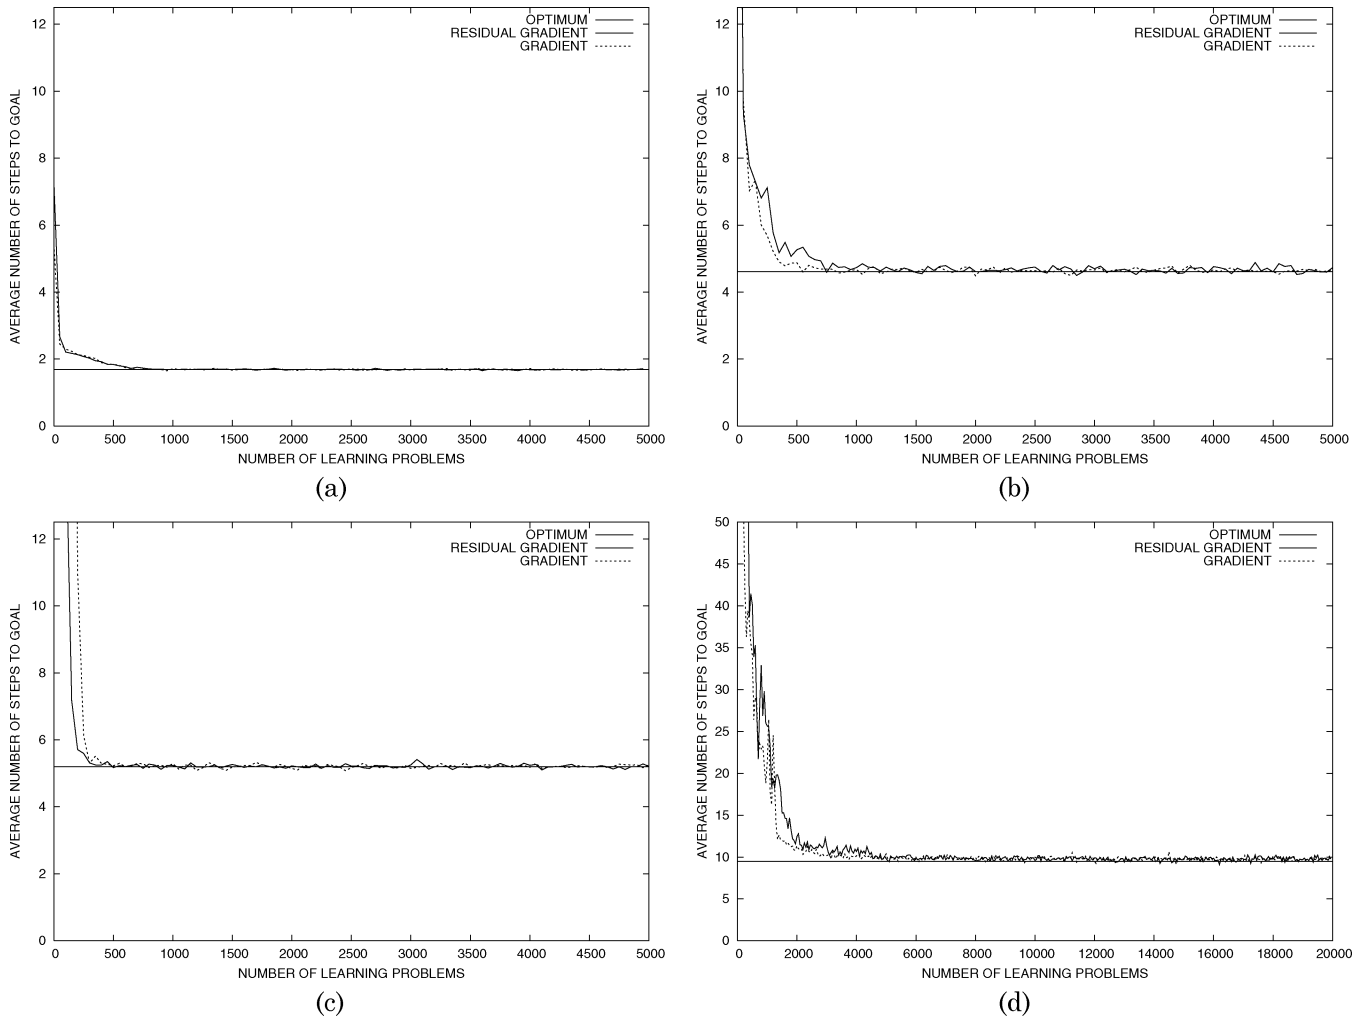 12
10
8
6
4
2
0
AVERAGE NUMBER OF STEPS TO GOAL
OPTIMUM
RESIDUAL GRADIENT
GRADIENT
0 500 1000 1500 2000 2500 3000 3500 4000 4500 5000
NUMBER OF LEARNING PROBLEMS
(a)
12
10
8
6
4
2
0
AVERAGE NUMBER OF STEPS TO GOAL
OPTIMUM
RESIDUAL GRADIENT
GRADIENT
0 500 1000 1500 2000 2500 3000 3500 4000 4500 5000
NUMBER OF LEARNING PROBLEMS
(b)
12
10
8
6
4
2
0
AVERAGE NUMBER OF STEPS TO GOAL
OPTIMUM
RESIDUAL GRADIENT
GRADIENT
0 500 1000 1500 2000 2500 3000 3500 4000 4500 5000
NUMBER OF LEARNING PROBLEMS
(c)
50
45
40
35
30
25
20
15
10
5
0
AVERAGE NUMBER OF STEPS TO GOAL
OPTIMUM
RESIDUAL GRADIENT
GRADIENT
0 2000 4000 6000 8000 10000 12000 14000 16000 18000 20000
NUMBER OF LEARNING PROBLEMS
(d)